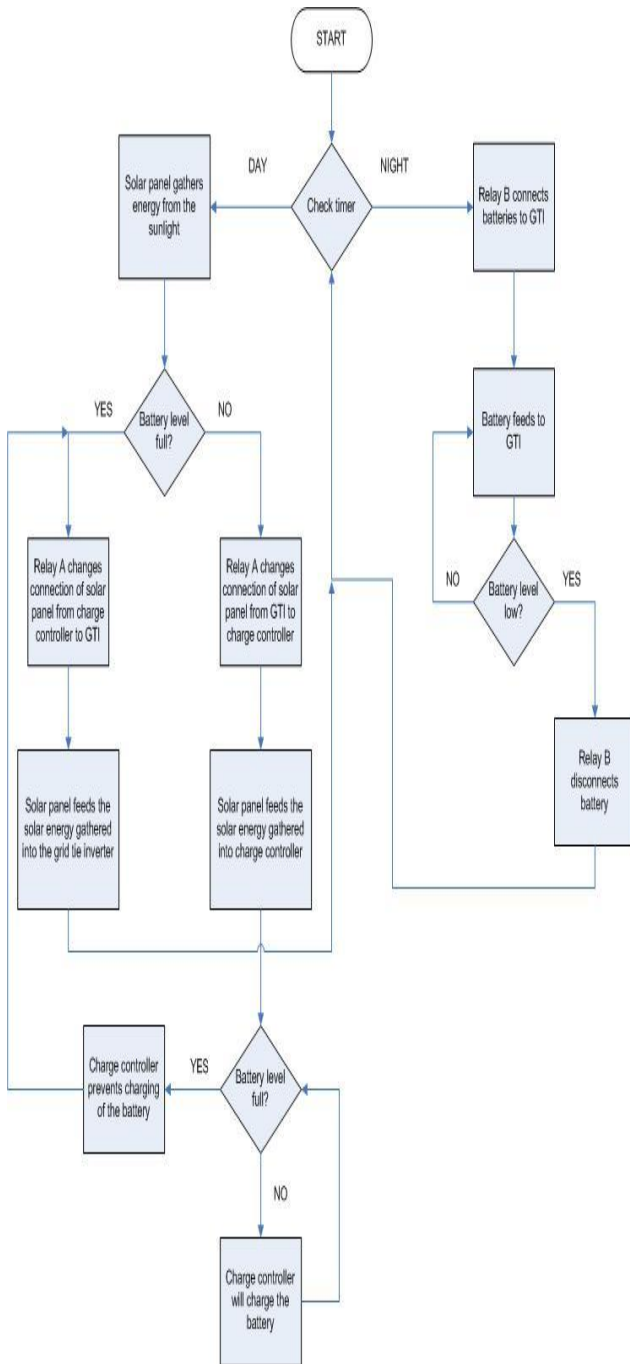 START
DAY
NIGHT
Solar panel gathers
energy from the
sunlight
Check timer
Relay B connects
batteries to GTI
YES
Battery level
full?
NO
Battery feeds to
GTI
Relay A changes
connection of solar
panel from charge
controller to GTI
Relay A changes
connection of solar
panel from GTI to
charge controller
NO
Battery level
low?
YES
Solar panel feeds the
solar energy gathered
into the grid tie inverter
Solar panel feeds the
solar energy gathered
into charge controller
Relay B
disconnects
battery
Charge controller
prevents charging
of the battery
YES
Battery level
full?
NO
Charge controller
will charge the
battery